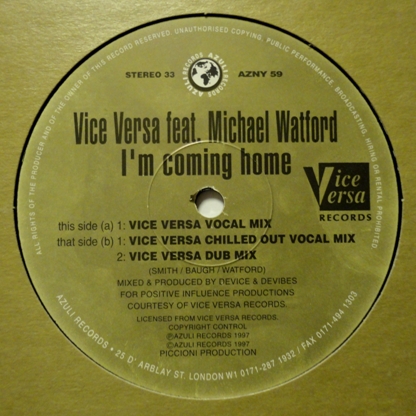 ALL RIGHTS OF THE PRODUCER AND OF THE OWNER OF THIS RECORD RESERVED. UNAUTHORISED COPYING, PUBLIC PERFORMANCE, BROADCASTING, HIRING OR RENTAL PROHIBITED
AZULI RECORDS
AZULI RECORDS
STEREO 33
AZNY 59
Vice Versa feat. Michael Watford
I'm coming home
Vice
Versa
RECORDS
this side (a) 1: VICE VERSA VOCAL MIX
that side (b) 1: VICE VERSA CHILLED OUT VOCAL MIX
2: VICE VERSA DUB MIX
(SMITH / BAUGH / WATFORD)
MIXED & PRODUCED BY DEVICE & DEVIBES
FOR POSITIVE INFLUENCE PRODUCTIONS
COURTESY OF VICE VERSA RECORDS.
LICENSED FROM VICE VERSA RECORDS.
COPYRIGHT CONTROL
℗AZULI RECORDS 1997
©AZULI RECORDS 1997
PICCIONI PRODUCTION
AZULI RECORDS • 25 D' ARBLAY ST. LONDON W1 0171-287 1932 / FAX 0171-494 1303